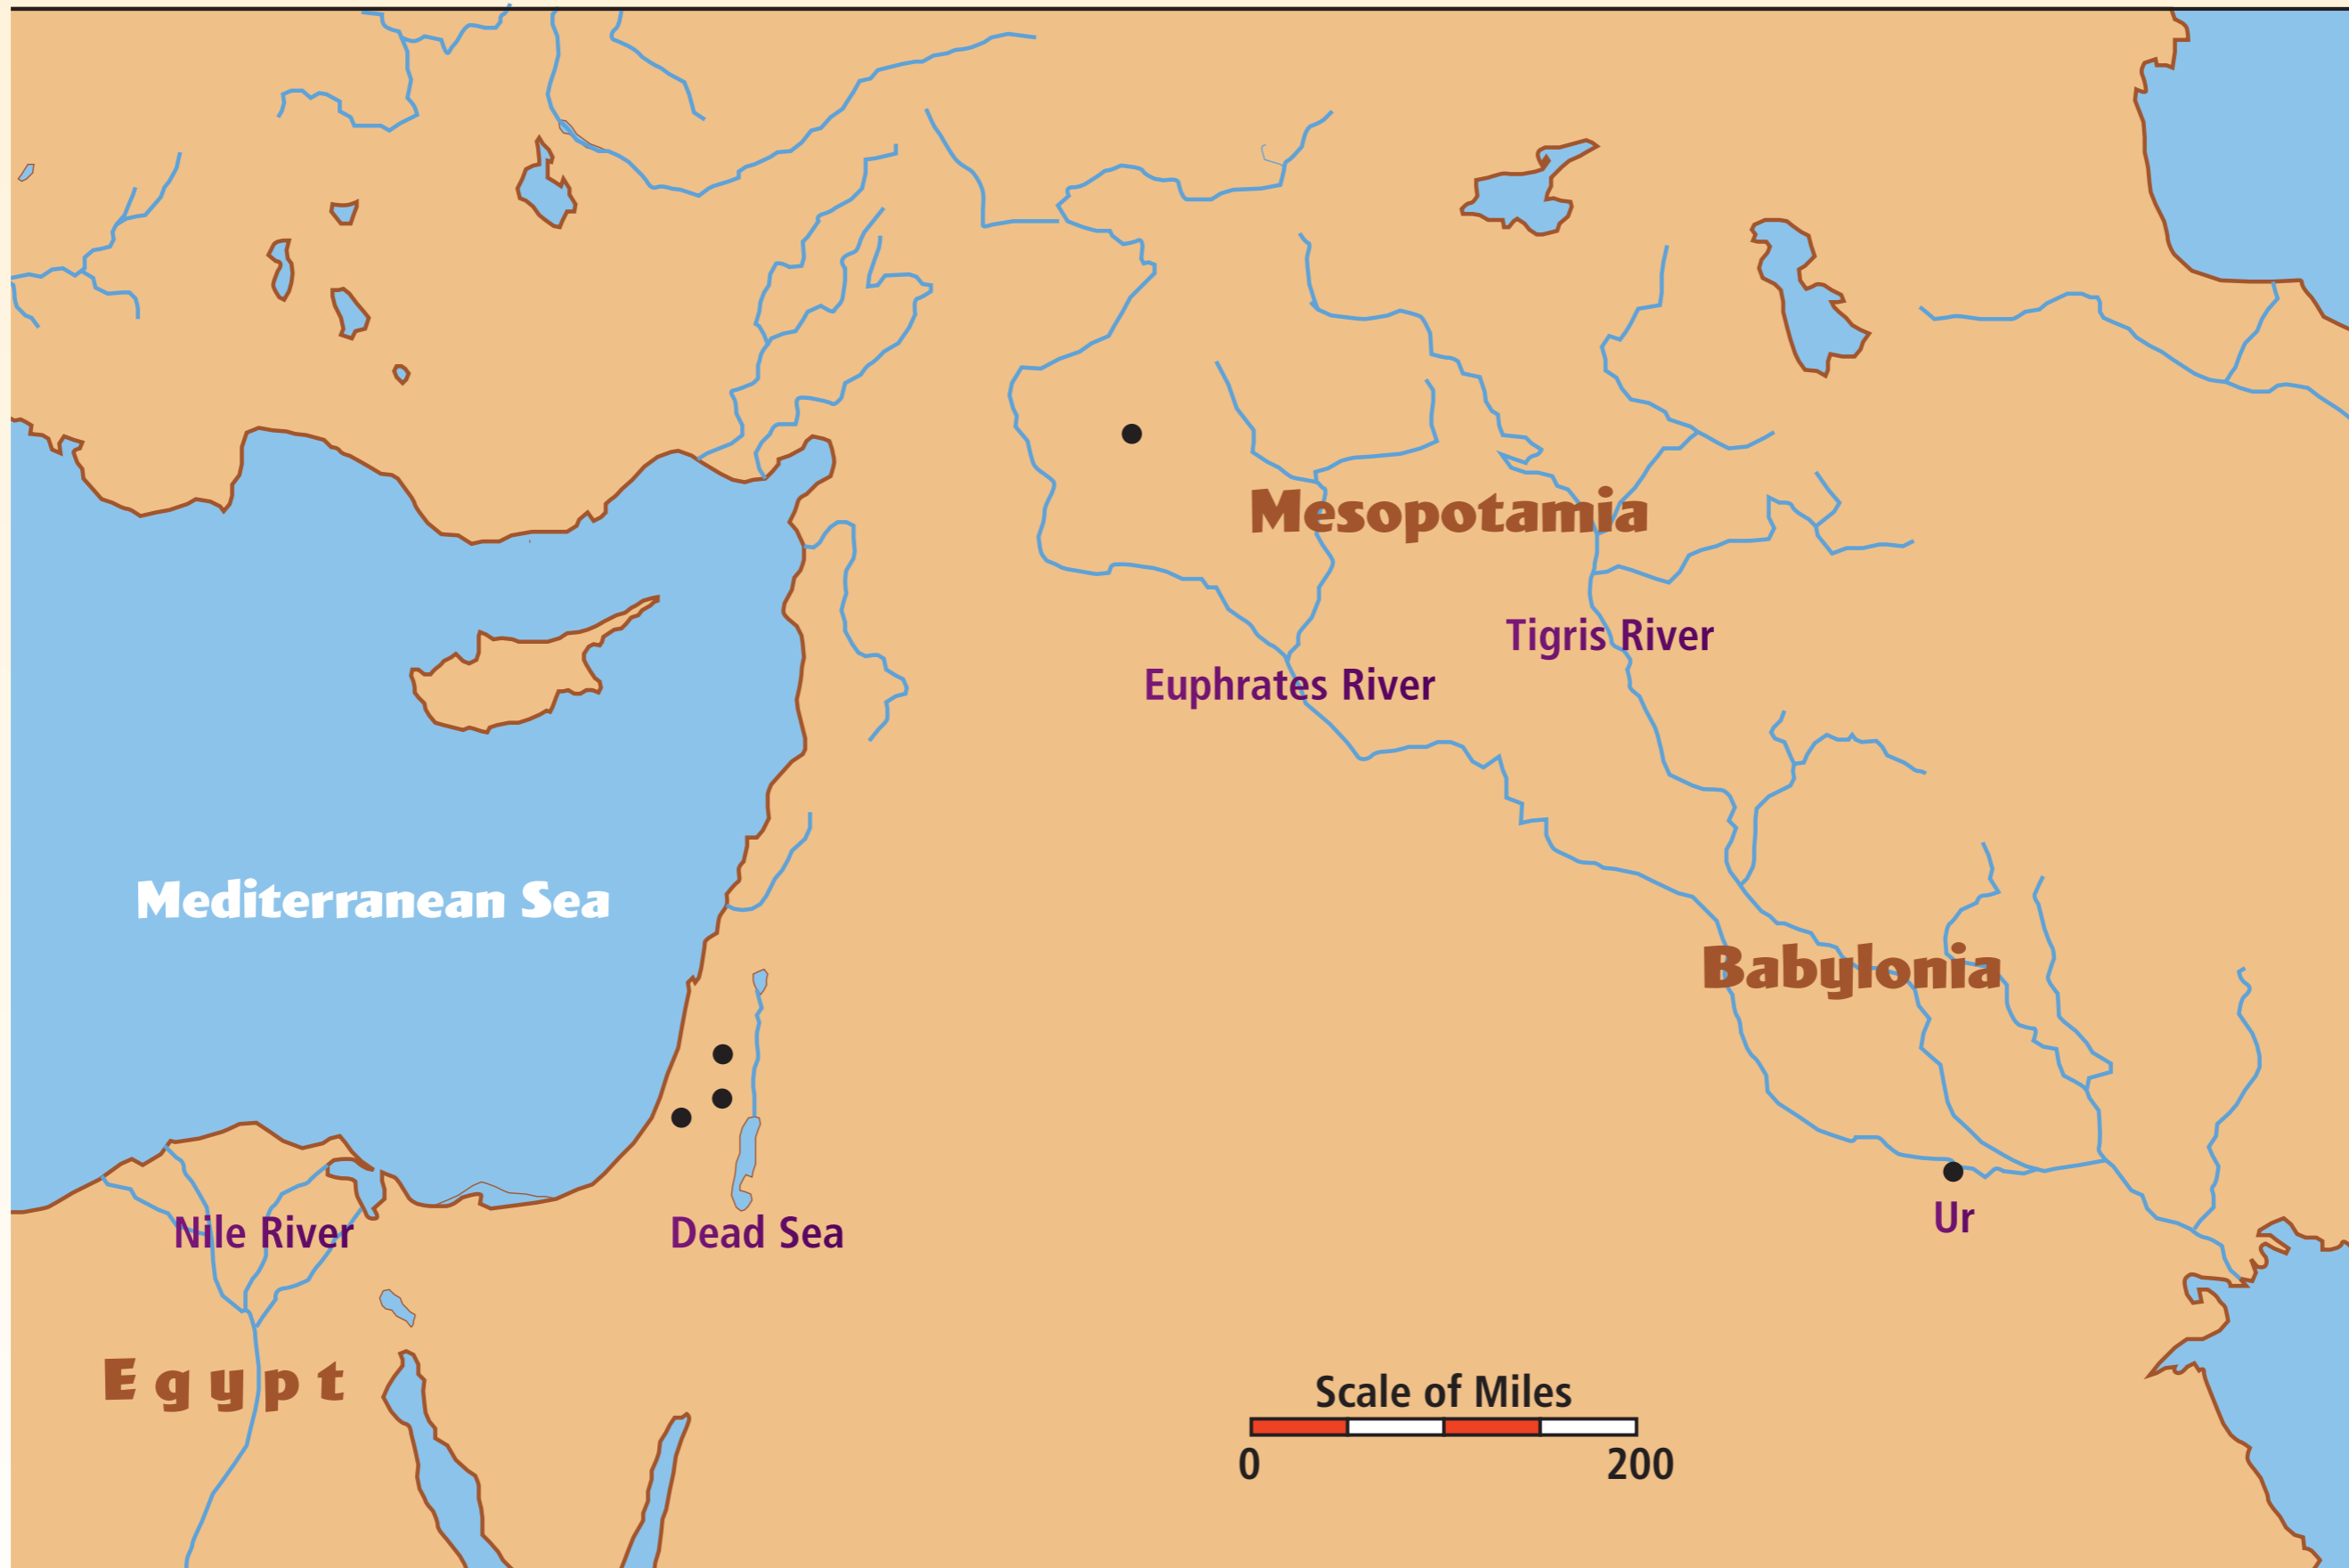 Mesopotamia
Tigris River
Euphrates River
Mediterranean Sea
Babylonia
Nile River
Dead Sea
Ur
Egypt
Scale of Miles
0 200